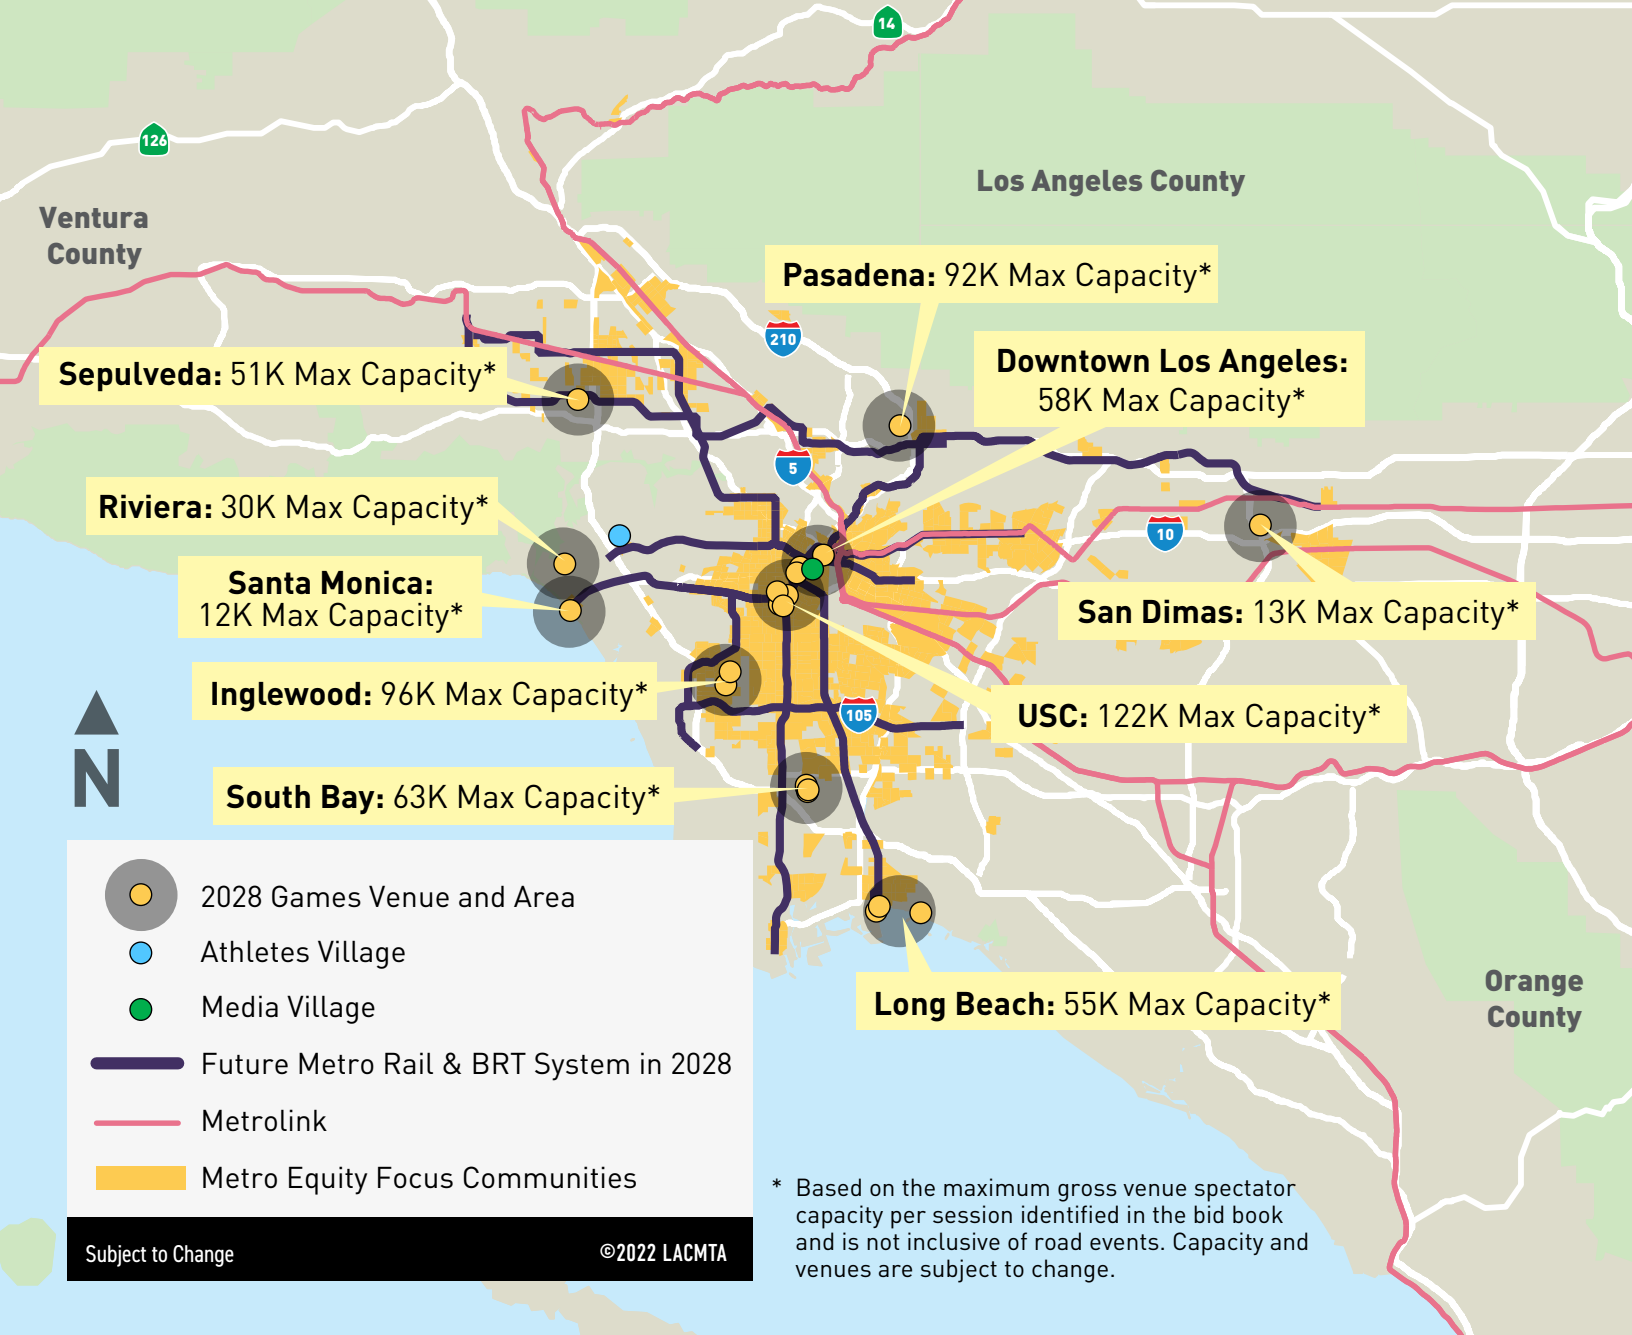 14
126
Los Angeles County
Ventura
County
Pasadena: 92K Max Capacity*
210
Downtown Los Angeles:
58K Max Capacity*
Sepulveda: 51K Max Capacity*
5
Riviera: 30K Max Capacity*
10
Santa Monica:
12K Max Capacity*
San Dimas: 13K Max Capacity*
Inglewood: 96K Max Capacity*
105
USC: 122K Max Capacity*
N
South Bay: 63K Max Capacity*
2028 Games Venue and Area
Athletes Village
Media Village
Future Metro Rail & BRT System in 2028
Metrolink
Metro Equity Focus Communities
Subject to Change
©2022 LACMTA
Long Beach: 55K Max Capacity*
Orange
County
* Based on the maximum gross venue spectator
capacity per session identified in the bid book
and is not inclusive of road events. Capacity and
venues are subject to change.